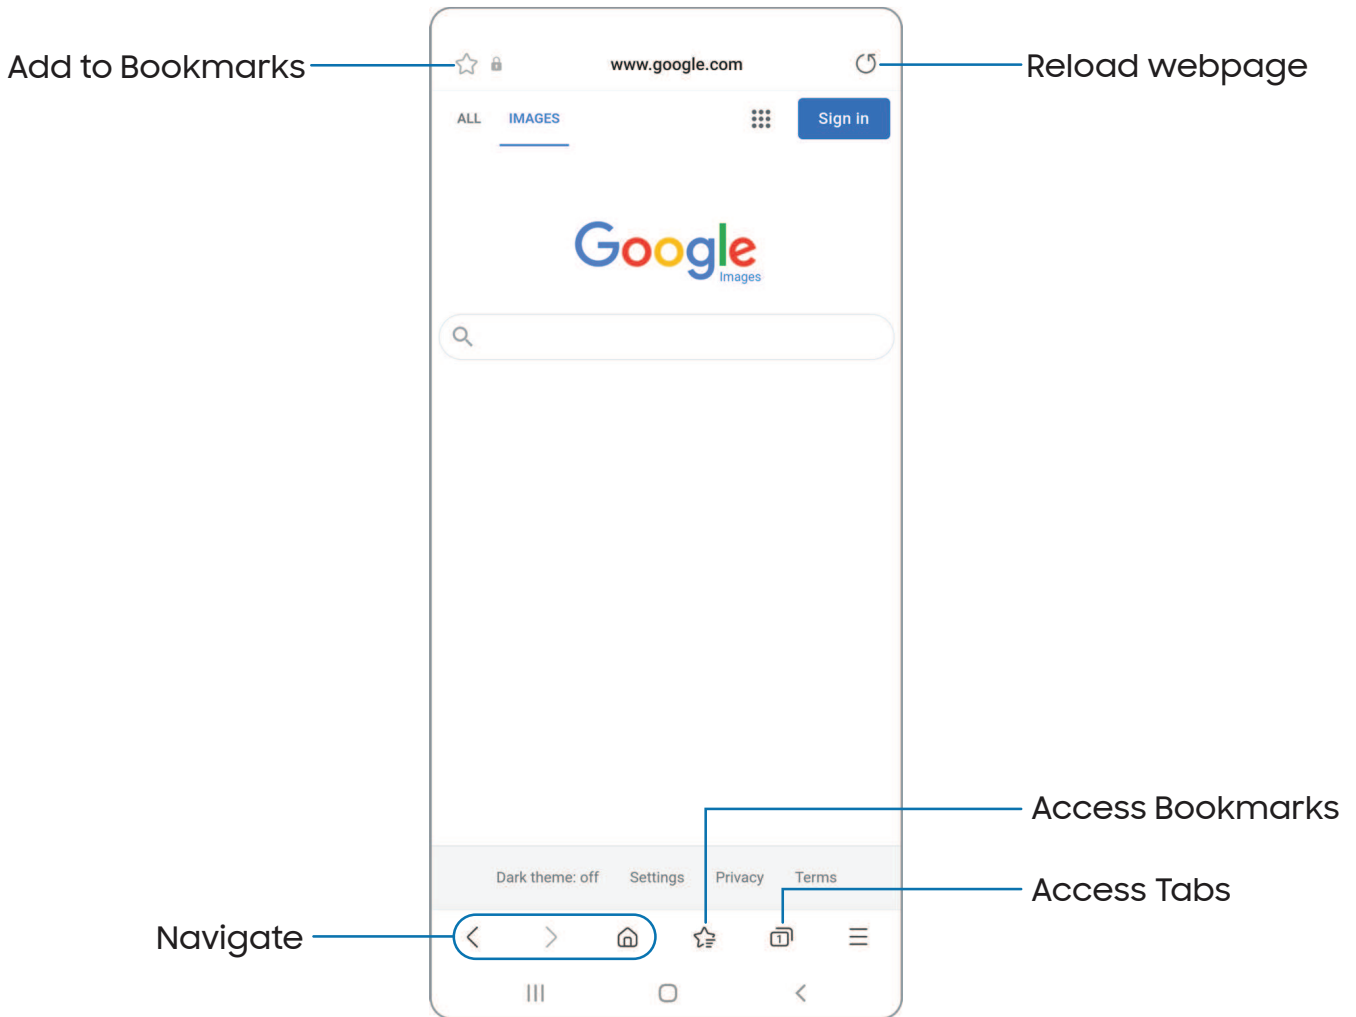 Add to Bookmarks
www.google.com
Reload webpage
ALL IMAGES
Sign in
Google
Images
Access Bookmarks
Dark theme: off Settings Privacy Terms
Access Tabs
Navigate
1